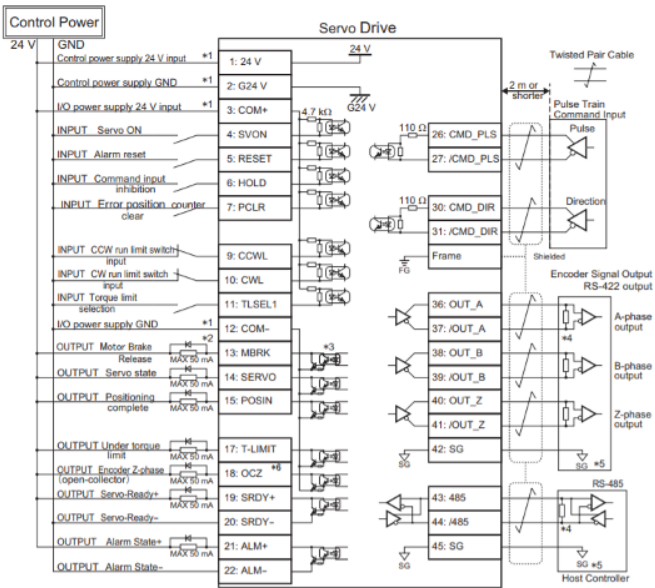 Control Power
Servo Drive
24 V
GND
Control power supply 24 V input *1
1: 24 V
24 V
Control power supply GND *1
2: G24 V
G24 V
I/O power supply 24 V input *1
3: COM+
4.7 kΩ
INPUT Servo ON
4: SVON
INPUT Alarm reset
5: RESET
INPUT Command input
inhibition
6: HOLD
INPUT Error position counter
clear
7: PCLR
INPUT CCW run limit switch
input
9: CCWL
INPUT CW run limit switch
input
10: CWL
INPUT Torque limit
selection
11: TLSEL1
I/O power supply GND *1
12: COM-
*2
OUTPUT Motor Brake
Release
MAX 50 mA
13: MBRK
*3
OUTPUT Servo state
MAX 50 mA
14: SERVO
OUTPUT Positioning
complete
MAX 50 mA
15: POSIN
OUTPUT Under torque
limit
MAX 50 mA
17: T-LIMIT
OUTPUT Encoder Z-phase
(open-collector)
MAX 50 mA
18: OCZ *6
OUTPUT Servo-Ready+
MAX 50 mA
19: SRDY+
OUTPUT Servo-Ready-
20: SRDY-
OUTPUT Alarm State+
MAX 50 mA
21: ALM+
OUTPUT Alarm State-
22: ALM-
Twisted Pair Cable
2 m or
shorter
Pulse Train
Command Input
110 Ω
26: CMD_PLS
Pulse
27: /CMD_PLS
110 Ω
30: CMD_DIR
Direction
31: /CMD_DIR
FG
Frame
Shielded
Encoder Signal Output
RS-422 output
36: OUT_A
37: /OUT_A
*4
A-phase
output
38: OUT_B
39: /OUT_B
B-phase
output
40: OUT_Z
41: /OUT_Z
Z-phase
output
SG
42: SG
SG *5
RS-485
43: 485
44: /485
*4
SG
45: SG
SG *5
Host Controller